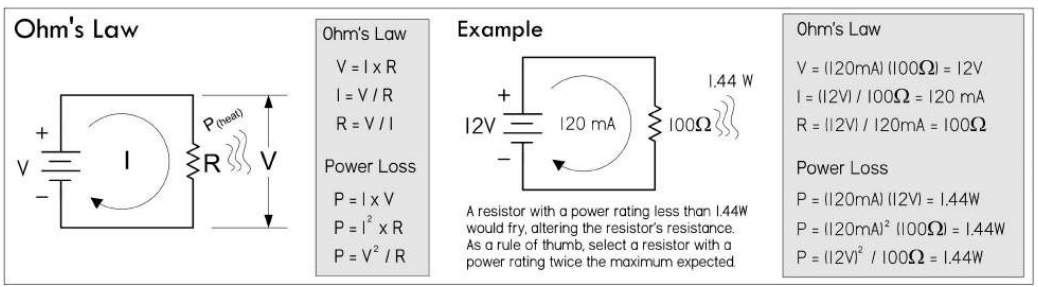 Ohm's Law
V
+
−
I
R
P(heat)
V
Ohm's Law
V = I x R
I = V / R
R = V / I
Power Loss
P = I x V
P = I² x R
P = V² / R
Example
12V
+
−
120 mA
100Ω
1.44 W
A resistor with a power rating less than 1.44W
would fry, altering the resistor's resistance.
As a rule of thumb, select a resistor with a
power rating twice the maximum expected.
Ohm's Law
V = (120mA) (100Ω) = 12V
I = (12V) / 100Ω = 120 mA
R = (12V) / 120mA = 100Ω
Power Loss
P = (120mA) (12V) = 1.44W
P = (120mA)² (100Ω) = 1.44W
P = (12V)² / 100Ω = 1.44W